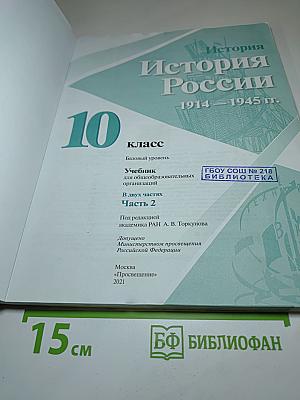 История
История
России
1914—1945 гг.
10 класс
Базовый уровень
Учебник
для общеобразовательных
организаций
В двух частях
Часть 2
Под редакцией
академика РАН А. В. Торкунова
Допущено
Министерством просвещения
Российской Федерации
Москва
«Просвещение»
2021
ГБОУ СОШ № 218
БИБЛИОТЕКА
15 см
БФ БИБЛИОФАН